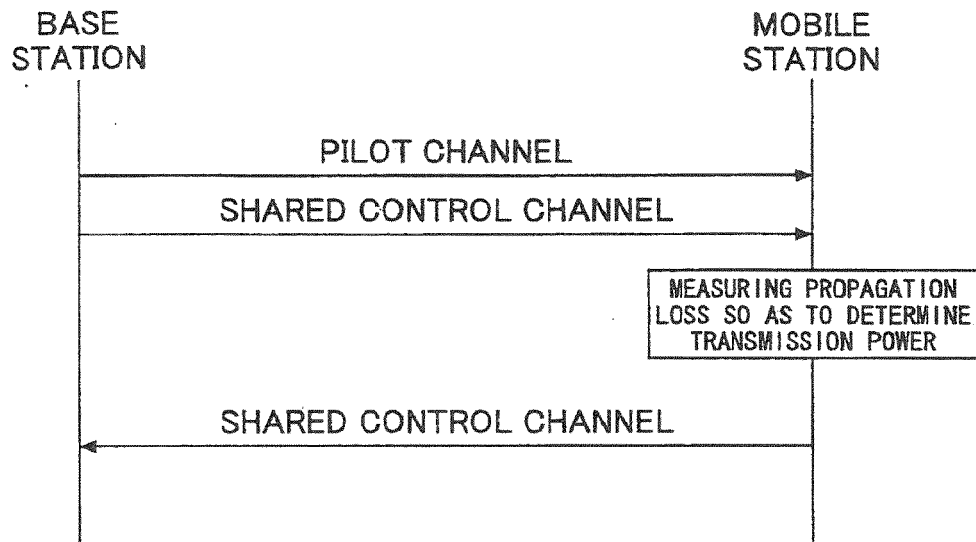 BASE
STATION
MOBILE
STATION
PILOT CHANNEL
SHARED CONTROL CHANNEL
MEASURING PROPAGATION
LOSS SO AS TO DETERMINE
TRANSMISSION POWER
SHARED CONTROL CHANNEL